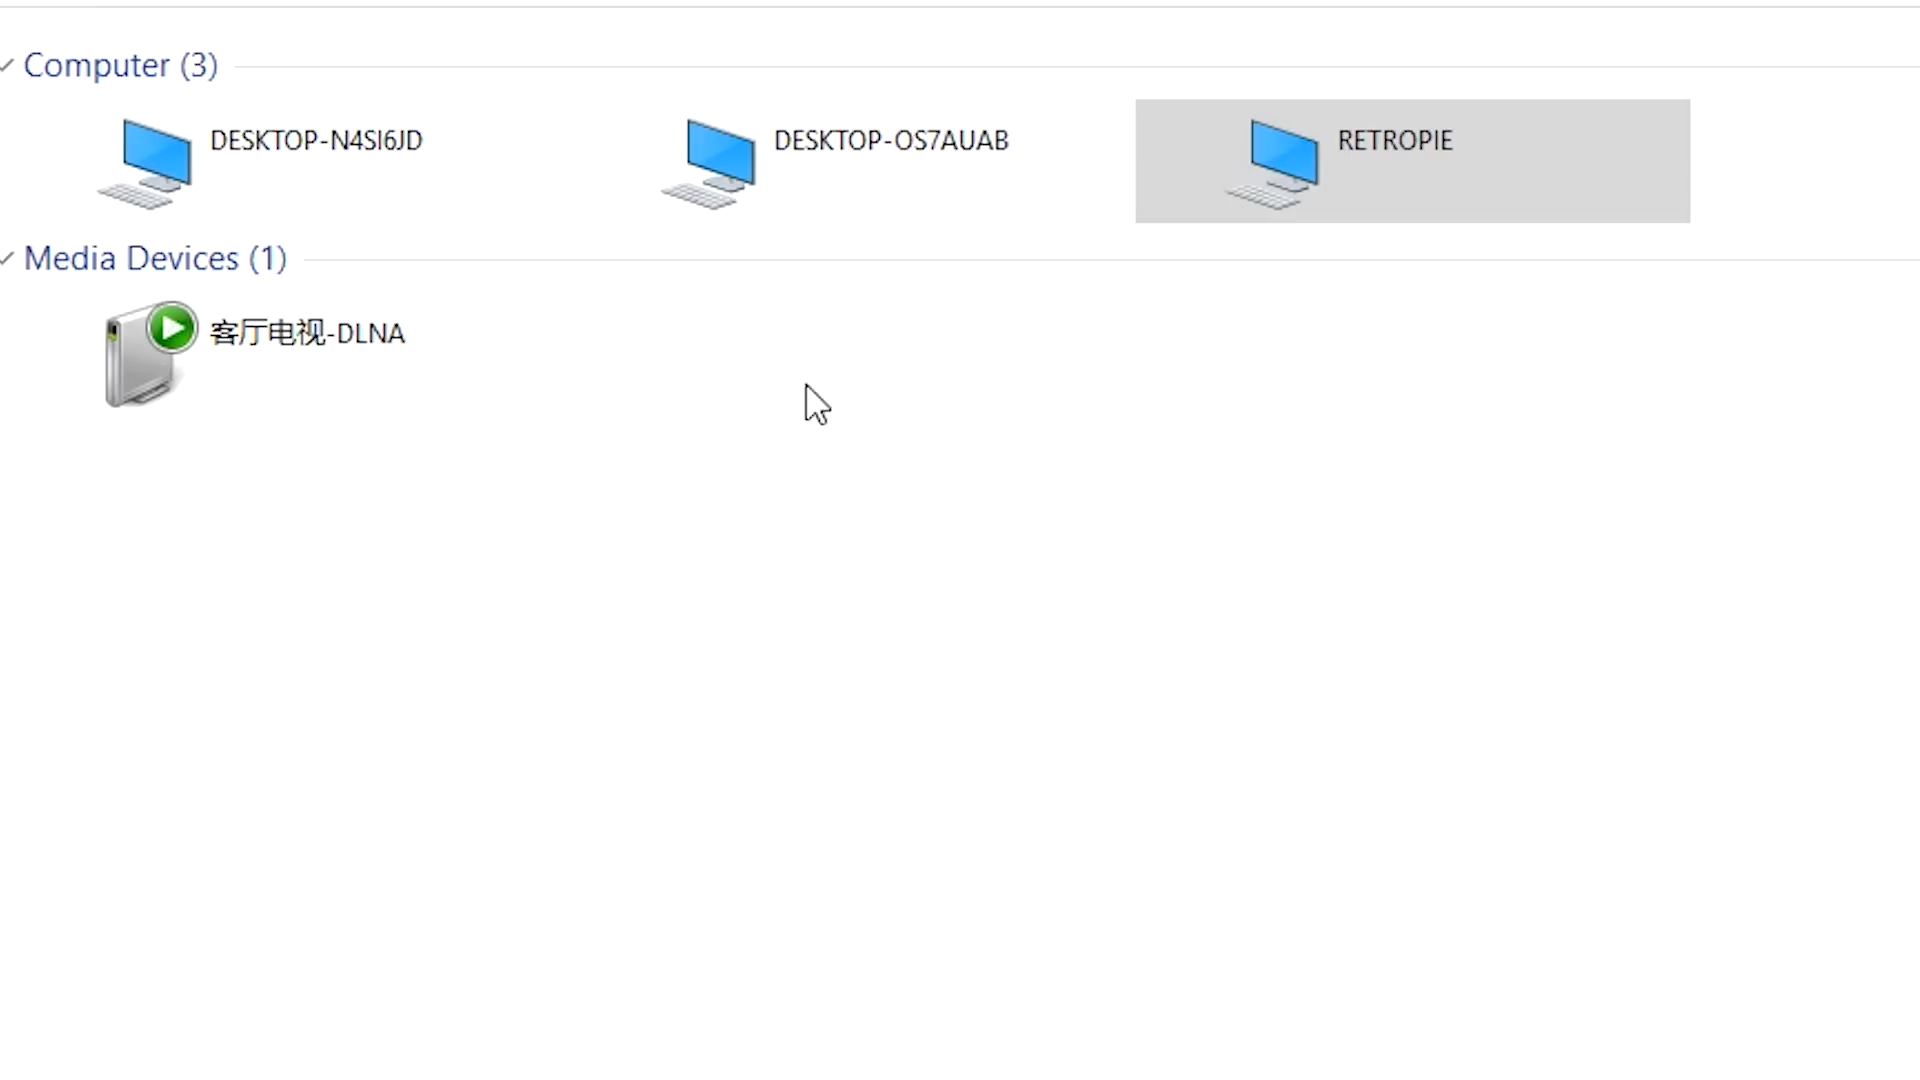 Computer (3)
DESKTOP-N4SI6JD
DESKTOP-OS7AUAB
RETROPIE
Media Devices (1)
客厅电视-DLNA